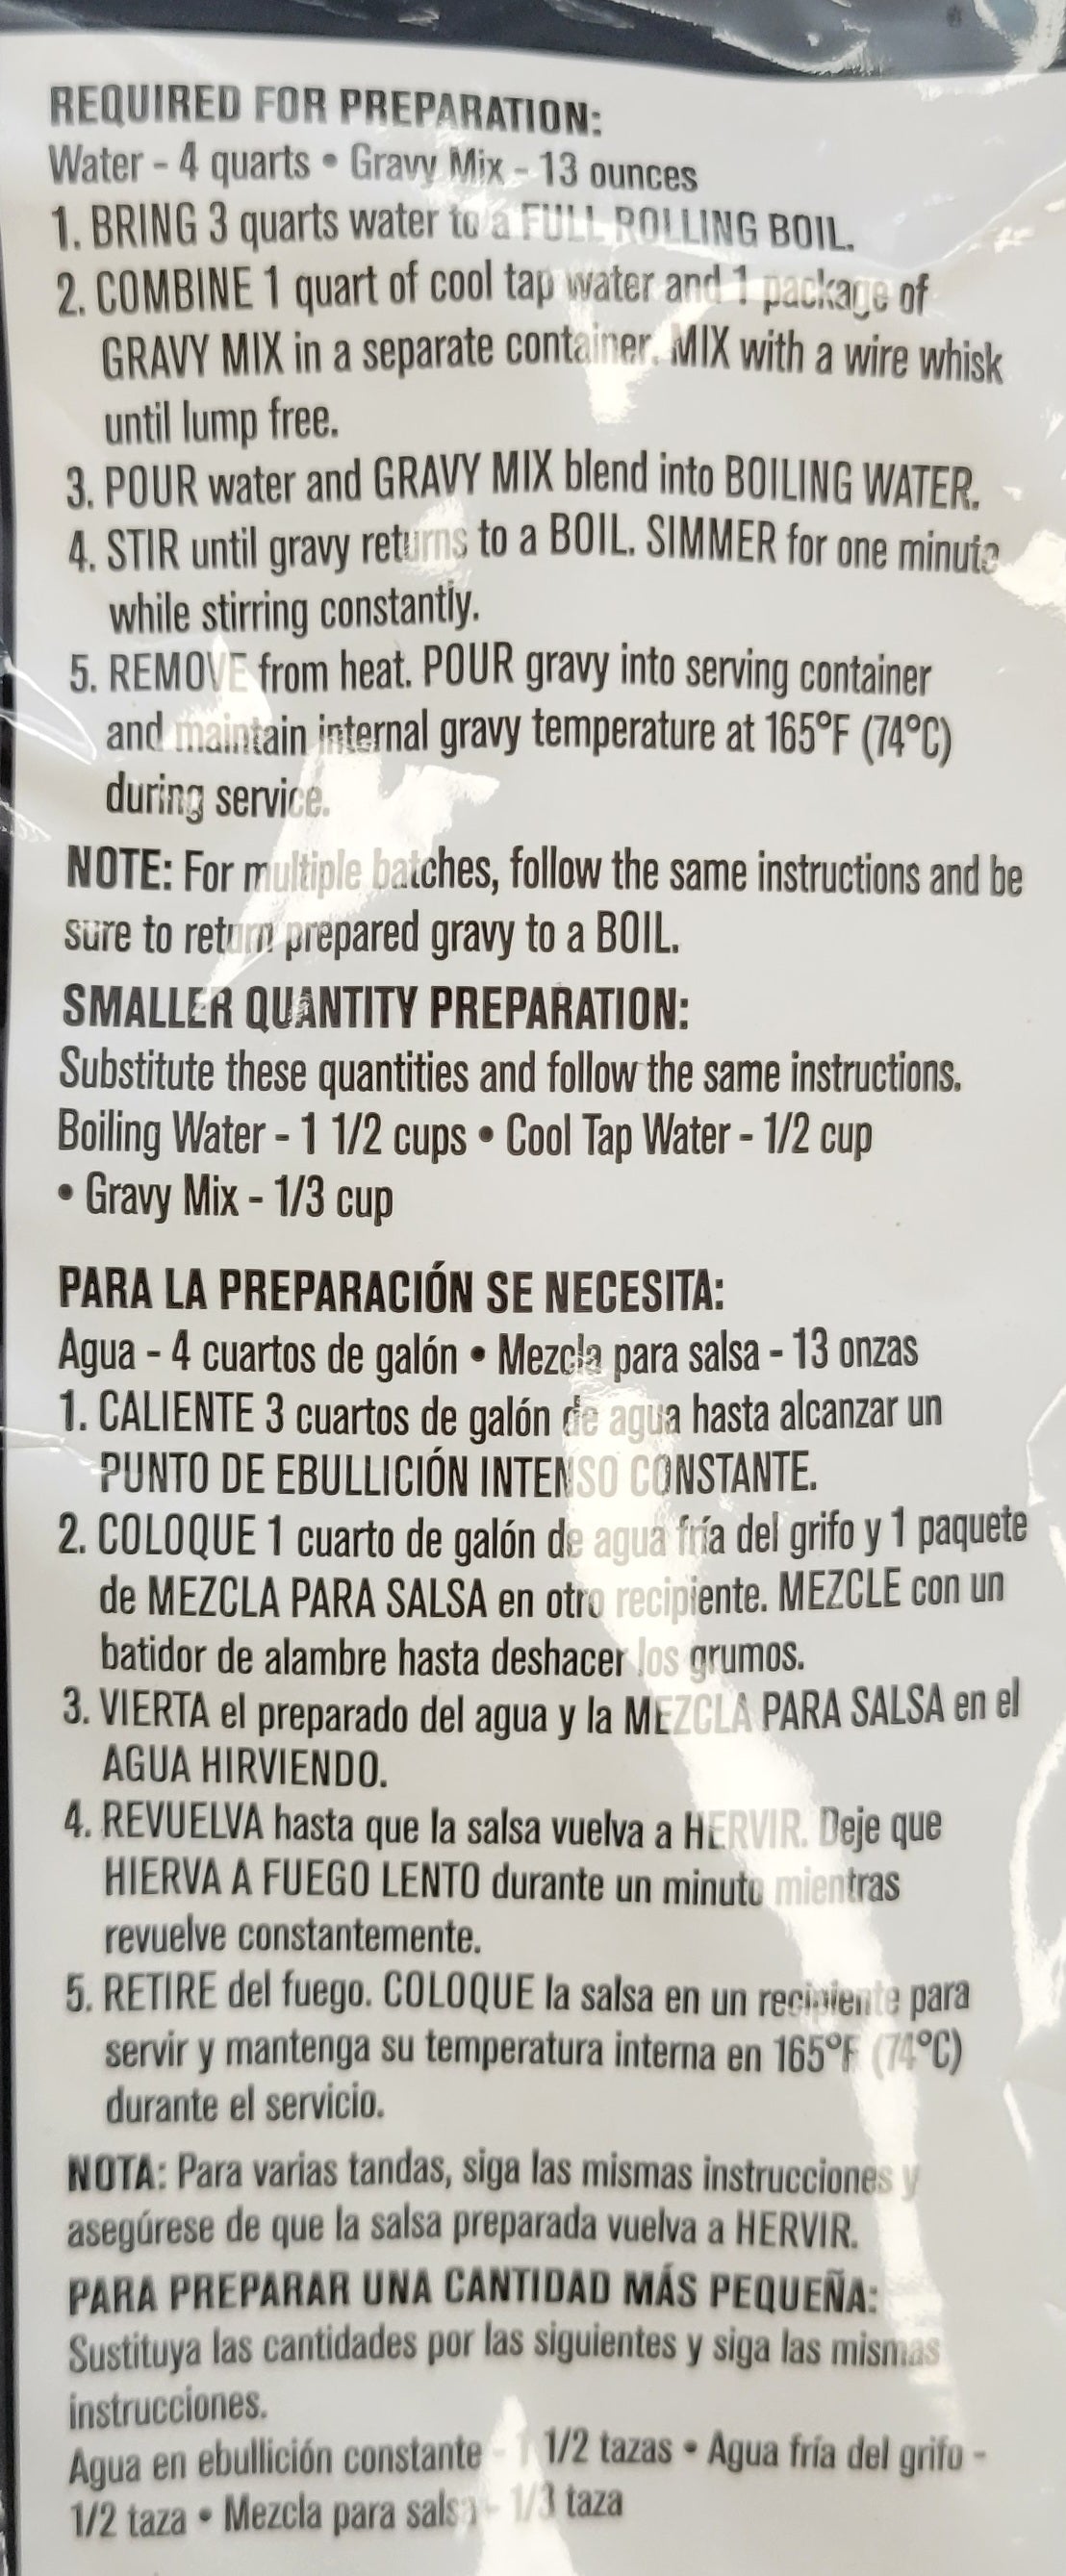 REQUIRED FOR PREPARATION:
Water - 4 quarts • Gravy Mix - 13 ounces
1. BRING 3 quarts water to a FULL ROLLING BOIL.
2. COMBINE 1 quart of cool tap water and 1 package of
GRAVY MIX in a separate container. MIX with a wire whisk
until lump free.
3. POUR water and GRAVY MIX blend into BOILING WATER.
4. STIR until gravy returns to a BOIL. SIMMER for one minute
while stirring constantly.
5. REMOVE from heat. POUR gravy into serving container
and maintain internal gravy temperature at 165°F (74°C)
during service.
NOTE: For multiple batches, follow the same instructions and be
sure to return prepared gravy to a BOIL.
SMALLER QUANTITY PREPARATION:
Substitute these quantities and follow the same instructions.
Boiling Water - 1 1/2 cups • Cool Tap Water - 1/2 cup
• Gravy Mix - 1/3 cup
PARA LA PREPARACIÓN SE NECESITA:
Agua - 4 cuartos de galón • Mezcla para salsa - 13 onzas
1. CALIENTE 3 cuartos de galón de agua hasta alcanzar un
PUNTO DE EBULLICIÓN INTENSO CONSTANTE.
2. COLOQUE 1 cuarto de galón de agua fría del grifo y 1 paquete
de MEZCLA PARA SALSA en otro recipiente. MEZCLE con un
batidor de alambre hasta deshacer los grumos.
3. VIERTA el preparado del agua y la MEZCLA PARA SALSA en el
AGUA HIRVIENDO.
4. REVUELVA hasta que la salsa vuelva a HERVIR. Deje que
HIERVA A FUEGO LENTO durante un minuto mientras
revuelve constantemente.
5. RETIRE del fuego. COLOQUE la salsa en un recipiente para
servir y mantenga su temperatura interna en 165°F (74°C)
durante el servicio.
NOTA: Para varias tandas, siga las mismas instrucciones y
asegúrese de que la salsa preparada vuelva a HERVIR.
PARA PREPARAR UNA CANTIDAD MÁS PEQUEÑA:
Sustituya las cantidades por las siguientes y siga las mismas
instrucciones.
Agua en ebullición constante - 1 1/2 tazas • Agua fría del grifo -
1/2 taza • Mezcla para salsa - 1/3 taza